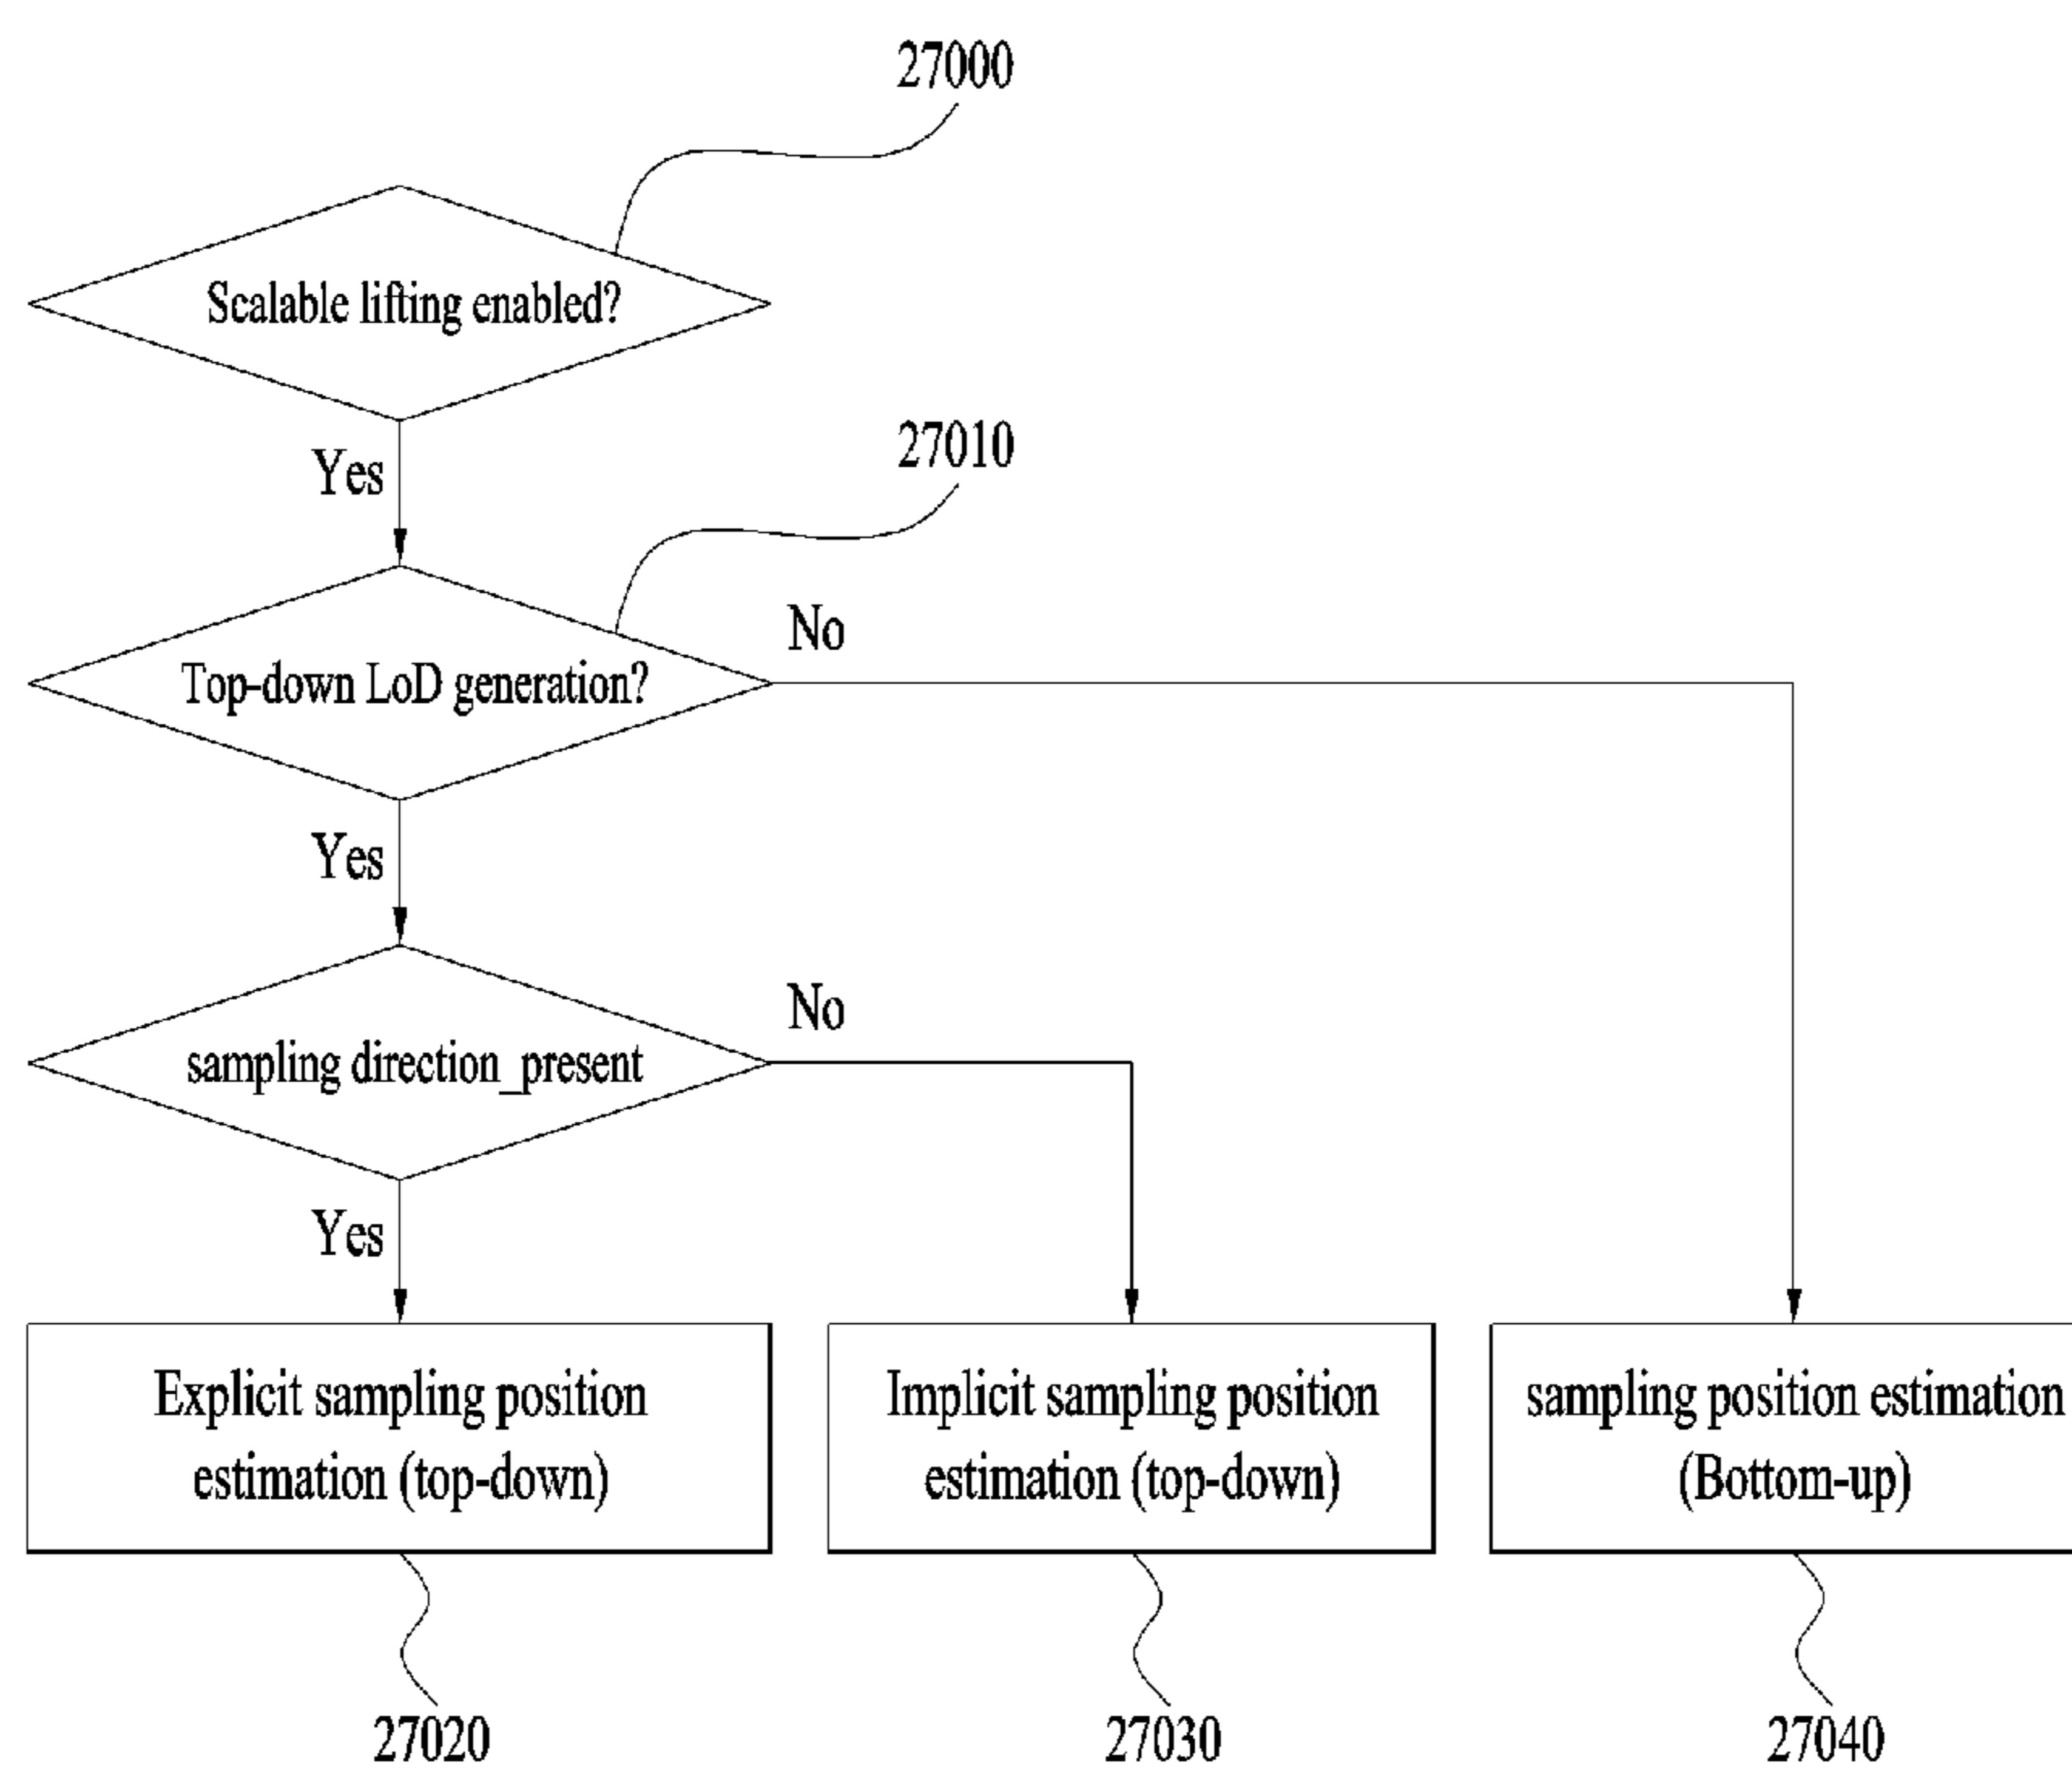 27000
Scalable lifting enabled?
Yes
27010
Top-down LoD generation?
No
Yes
sampling direction_present
No
Yes
Explicit sampling position
estimation (top-down)
Implicit sampling position
estimation (top-down)
sampling position estimation
(Bottom-up)
27020
27030
27040